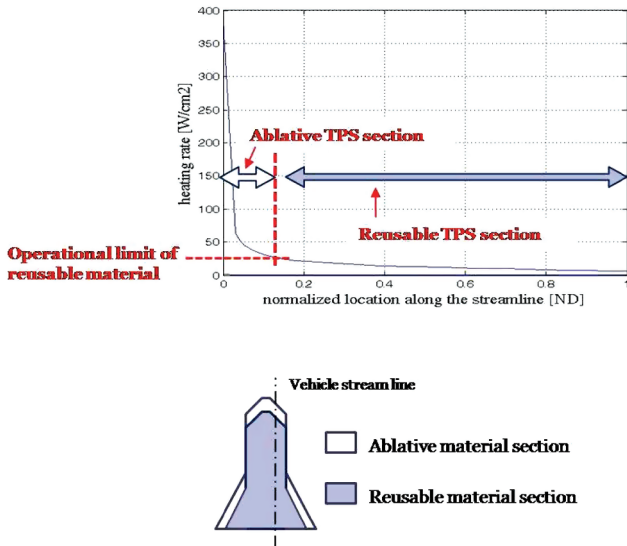 400
350
300
250
200
150
100
50
0
heating rate [W/cm2]
Ablative TPS section
Reusable TPS section
Operational limit of
reusable material
0
0.2
0.4
0.6
0.8
1
normalized location along the streamline [ND]
Vehicle stream line
Ablative material section
Reusable material section